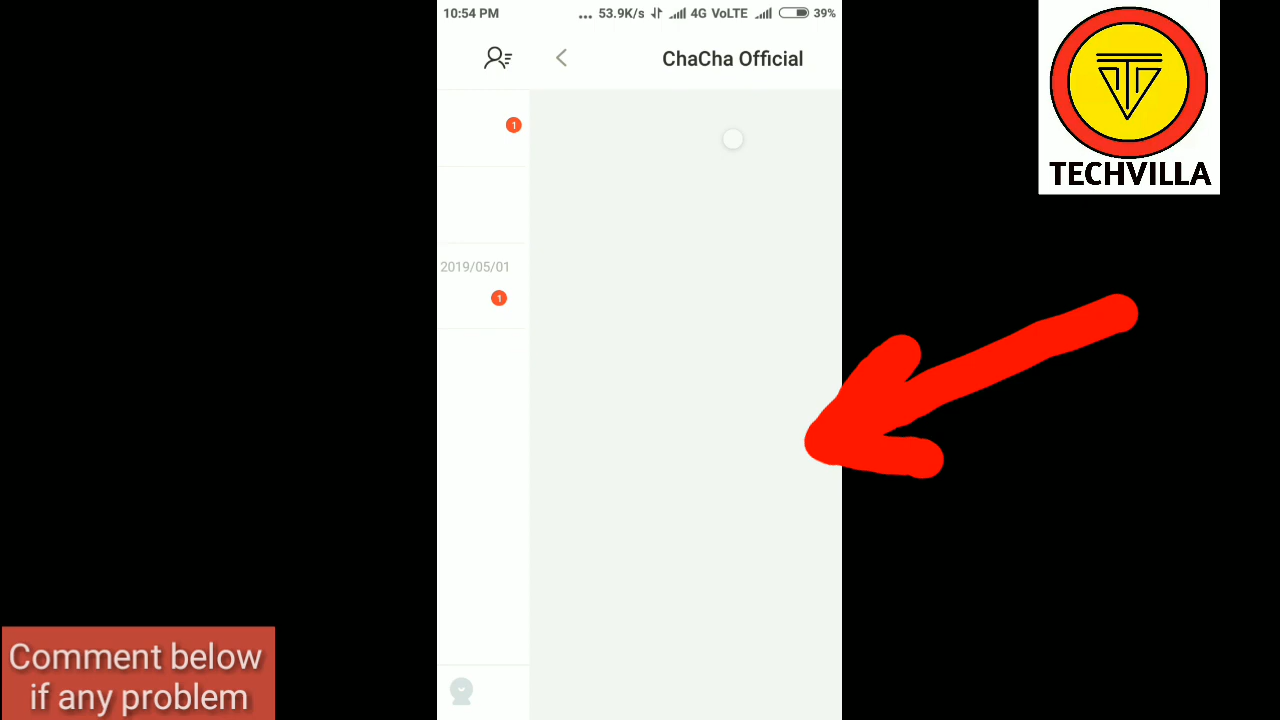 10:54 PM
... 53.9K/s 4G VoLTE 39%
ChaCha Official
1
2019/05/01
1
TECHVILLA
Comment below
if any problem